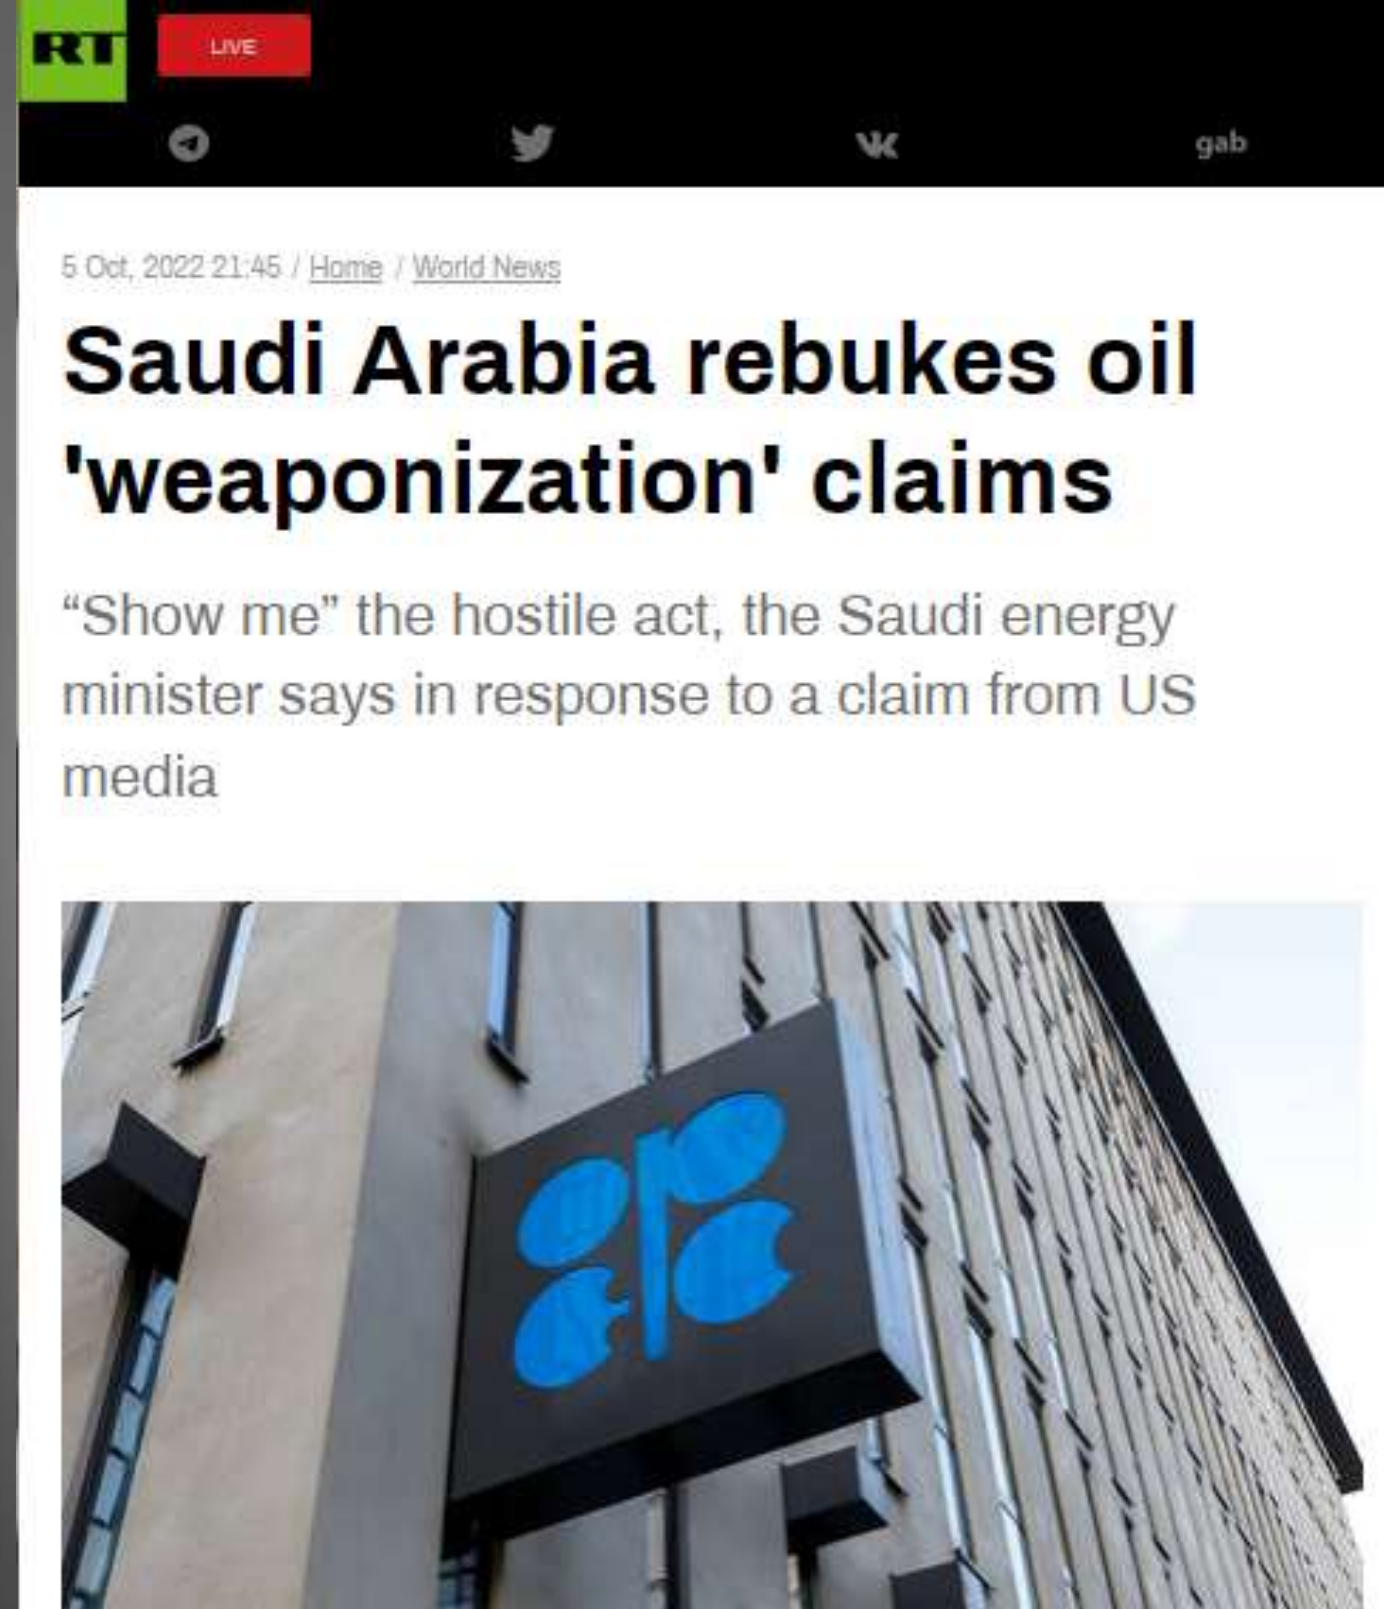 RT
LIVE
gab
5 Oct, 2022 21:45 / Home / World News
Saudi Arabia rebukes oil
'weaponization' claims
“Show me” the hostile act, the Saudi energy
minister says in response to a claim from US
media